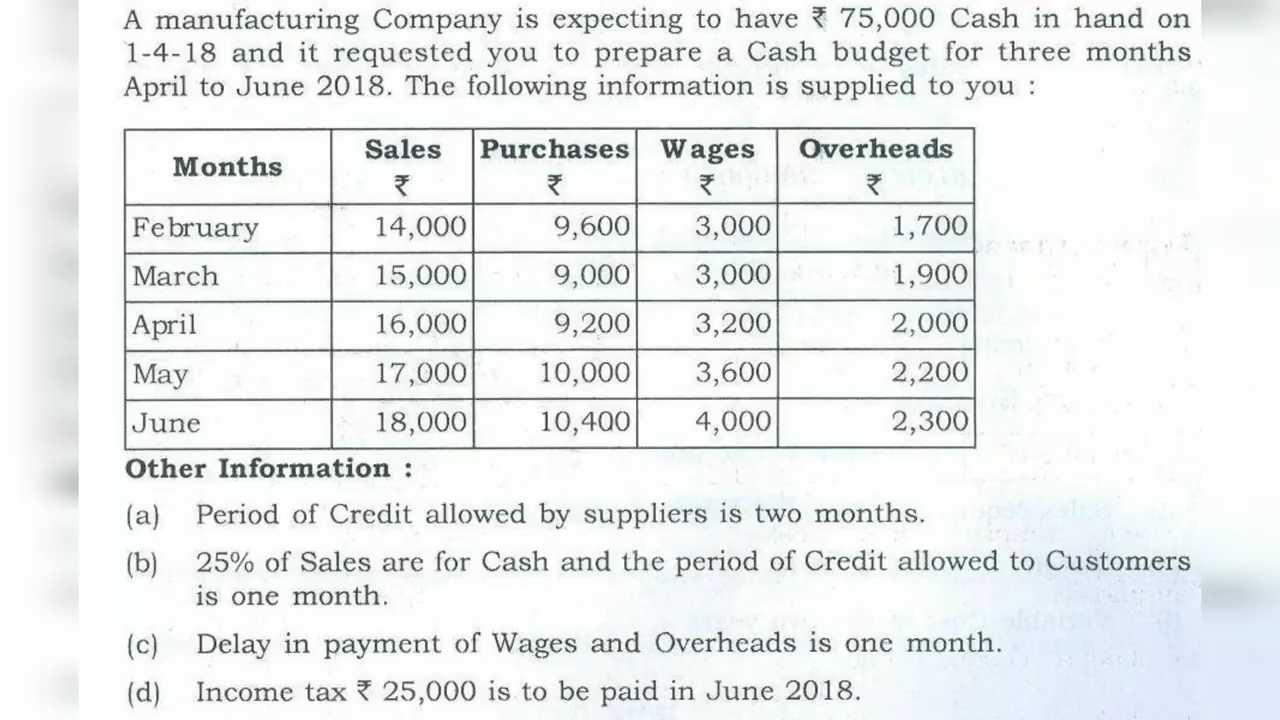 A manufacturing Company is expecting to have ₹ 75,000 Cash in hand on
1-4-18 and it requested you to prepare a Cash budget for three months
April to June 2018. The following information is supplied to you :
Months Sales ₹ Purchases ₹ Wages ₹ Overheads ₹
February 14,000 9,600 3,000 1,700
March 15,000 9,000 3,000 1,900
April 16,000 9,200 3,200 2,000
May 17,000 10,000 3,600 2,200
June 18,000 10,400 4,000 2,300
Other Information :
(a) Period of Credit allowed by suppliers is two months.
(b) 25% of Sales are for Cash and the period of Credit allowed to Customers
is one month.
(c) Delay in payment of Wages and Overheads is one month.
(d) Income tax ₹ 25,000 is to be paid in June 2018.